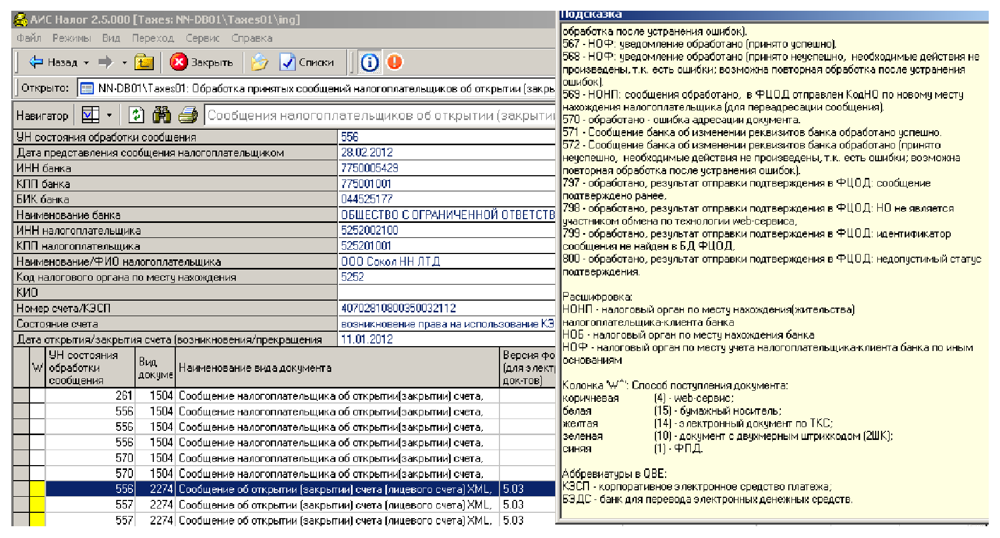 АИС Налог 2.5.000 [Taxes: NN-DB01\Taxes01\ing]
Файл Режимы Вид Переход Сервис Справка
Назад Закрыть Списки
Открыто: NN-DB01\Taxes01: Обработка принятых сообщений налогоплательщиков об открытии (закры
Навигатор Сообщения налогоплательщиков об открытии (закрыти
УН состояния обработки сообщения 556
Дата представления сообщения налогоплательщиком 28.02.2012
ИНН банка 7750005429
КПП банка 775001001
БИК банка 044525177
Наименование банка ОБЩЕСТВО С ОГРАНИЧЕННОЙ ОТВЕТСТВ
ИНН налогоплательщика 5252002100
КПП налогоплательщика 525201001
Наименование/ФИО налогоплательщика ООО Сокол НН ЛТД
Код налогового органа по месту нахождения 5252
КИО
Номер счета/КЭСП 40702810800350032112
Состояние счета возникновение права на использование КЭ
Дата открытия/закрытия счета (возникновения/прекращения 11.01.2012
W УН состояния обработки сообщения Вид докуме Наименование вида документа Версия фо (для элект док-тов)
261 1504 Сообщение налогоплательщика об открытии(закрытии) счета,
556 1504 Сообщение налогоплательщика об открытии(закрытии) счета,
556 1504 Сообщение налогоплательщика об открытии(закрытии) счета,
556 1504 Сообщение налогоплательщика об открытии(закрытии) счета,
570 1504 Сообщение налогоплательщика об открытии(закрытии) счета,
570 1504 Сообщение налогоплательщика об открытии(закрытии) счета,
556 2274 Сообщение об открытии (закрытии) счета (лицевого счета) XML, 5.03
557 2274 Сообщение об открытии (закрытии) счета (лицевого счета) XML, 5.03
557 2274 Сообщение об открытии (закрытии) счета (лицевого счета) XML, 5.03
Подсказка
обработка после устранения ошибок).
567 - НОФ: уведомление обработано (принято успешно).
568 - НОФ: уведомление обработано (принято неуспешно, необходимые действия не
произведены, т.к. есть ошибки; возможна повторная обработка после устранения
ошибок).
569 - НОНП: сообщения обработано, в ФЦОД отправлен КодНО по новому месту
нахождения налогоплательщика (для переадресации сообщения).
570 - обработано - ошибка адресации документа.
571 - Сообщение банка об изменении реквизитов банка обработано успешно.
572 - Сообщение банка об изменении реквизитов банка обработано (принято
неуспешно, необходимые действия не произведены, т.к. есть ошибки; возможна
повторная обработка после устранения ошибок).
797 - обработано, результат отправки подтверждения в ФЦОД: сообщение
подтверждено ранее,
798 - обработано, результат отправки подтверждения в ФЦОД: НО не является
участником обмена по технологии web-сервиса,
799 - обработано, результат отправки подтверждения в ФЦОД: идентификатор
сообщения не найден в БД ФЦОД,
800 - обработано, результат отправки подтверждения в ФЦОД: недопустимый статус
подтверждения.
Расшифровка:
НОНП - налоговый орган по месту нахождения(жительства)
налогоплательщика-клиента банка
НОБ - налоговый орган по месту нахождения банка
НОФ - налоговый орган по месту учета налогоплательщика-клиента банка по иным
основаниям
Колонка "W^": Способ поступления документа:
коричневая (4) - web-сервис;
белая (15) - бумажный носитель;
желтая (14) - электронный документ по ТКС;
зеленая (10) - документ с двухмерным штрихкодом (2ШК);
синяя (1) - ФПД.
Аббревиатуры в QBE:
КЭСП - корпоративное электронное средство платежа;
БЭДС - банк для перевода электронных денежных средств.